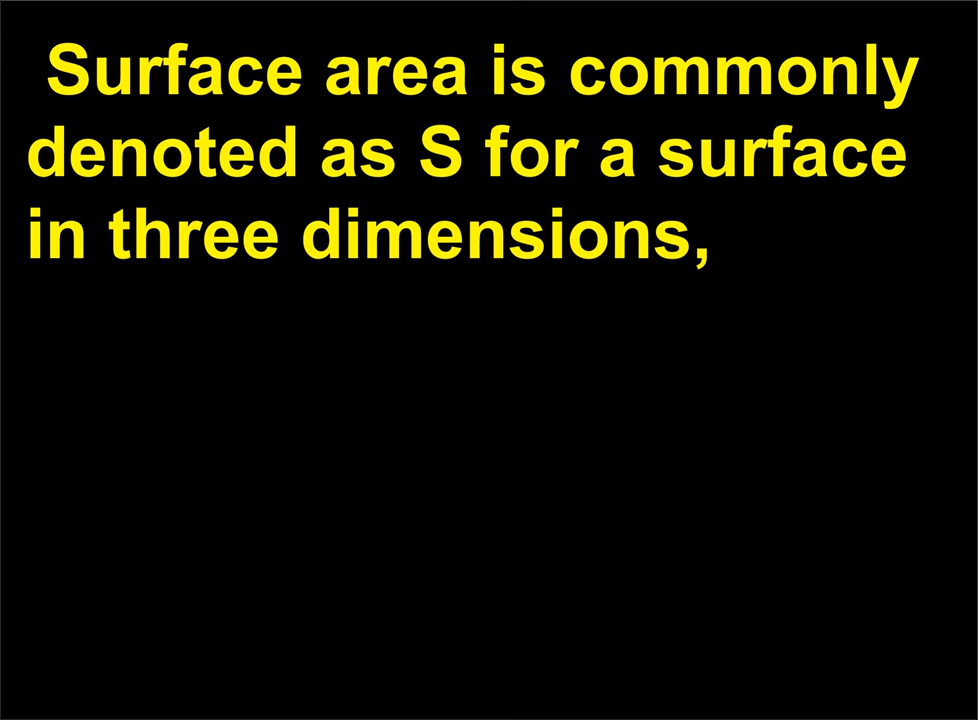 Surface area is commonly
denoted as S for a surface
in three dimensions,